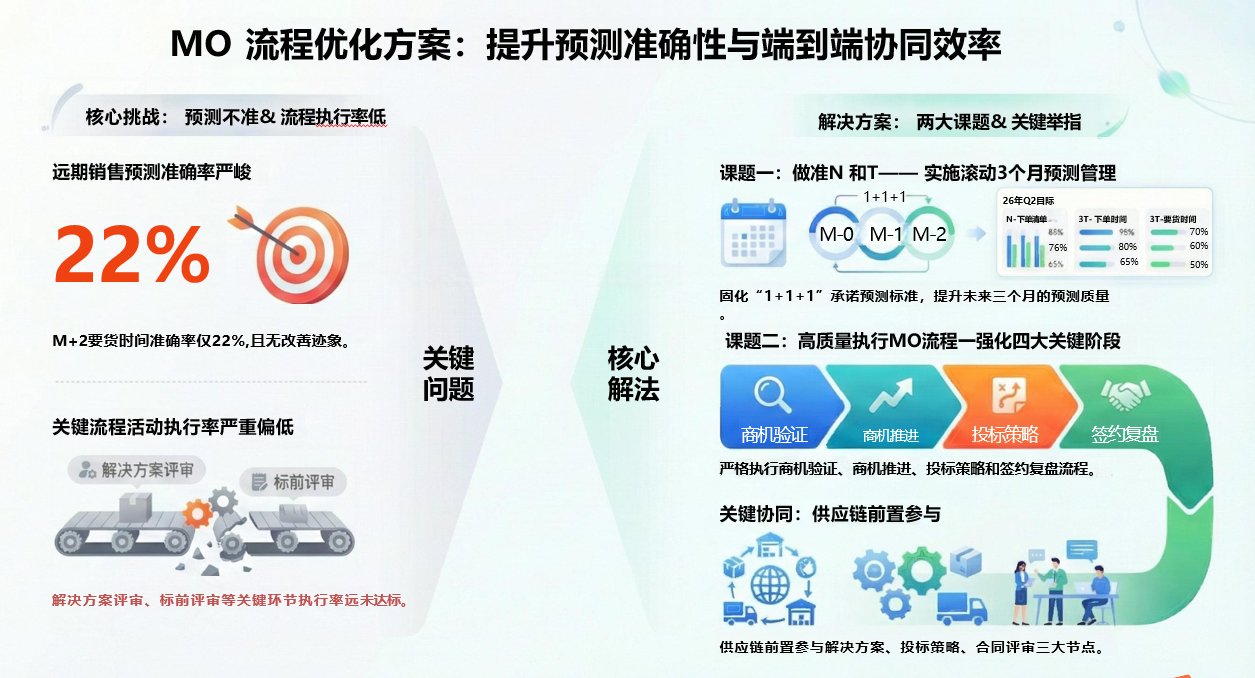 MO 流程优化方案：提升预测准确性与端到端协同效率
核心挑战： 预测不准& 流程执行率低
远期销售预测准确率严峻
22%
M+2要货时间准确率仅22%,且无改善迹象。
关键流程活动执行率严重偏低
解决方案评审
标前评审
解决方案评审、标前评审等关键环节执行率远未达标。
关键
问题
核心
解法
解决方案： 两大课题& 关键举指
课题一：做准N 和T—— 实施滚动3个月预测管理
1+1+1
M-0 M-1 M-2
26年Q2目标
N-下单清单
88%
76%
65%
3T- 下单时间
95%
80%
65%
3T-要货时间
70%
60%
50%
固化“1+1+1”承诺预测标准，提升未来三个月的预测质量
。
课题二：高质量执行MO流程一强化四大关键阶段
商机验证
商机推进
投标策略
签约复盘
严格执行商机验证、商机推进、投标策略和签约复盘流程。
关键协同：供应链前置参与
供应链前置参与解决方案、投标策略、合同评审三大节点。